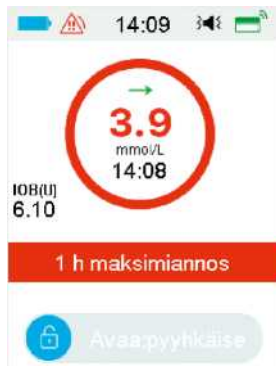 14:09
3.9
mmol/L
14:08
IOB(U)
6.10
1 h maksimiannos
Avaa:pyyhkäise